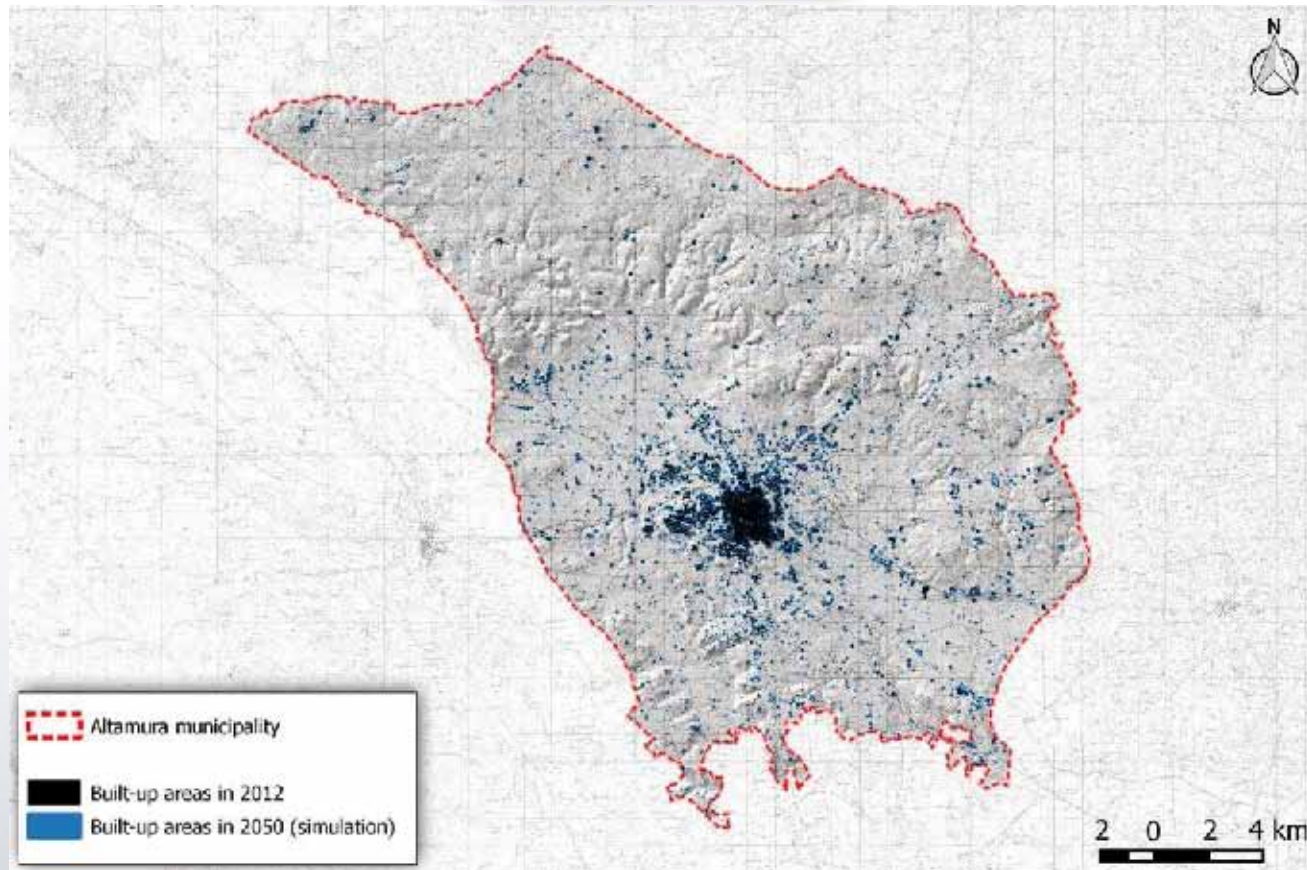 N
Altamura municipality
Built-up areas in 2012
Built-up areas in 2050 (simulation)
2 0 2 4 km